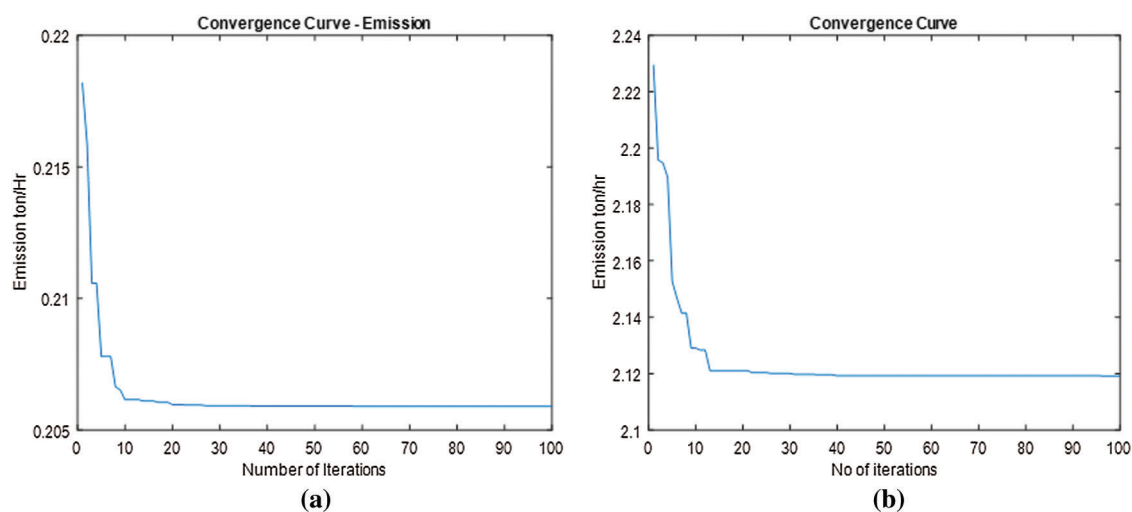 Convergence Curve - Emission
0.22
0.215
0.21
0.205
Emission ton/Hr
0 10 20 30 40 50 60 70 80 90 100
Number of Iterations
(a)
Convergence Curve
2.24
2.22
2.2
2.18
2.16
2.14
2.12
2.1
Emission ton/hr
0 10 20 30 40 50 60 70 80 90 100
No of iterations
(b)